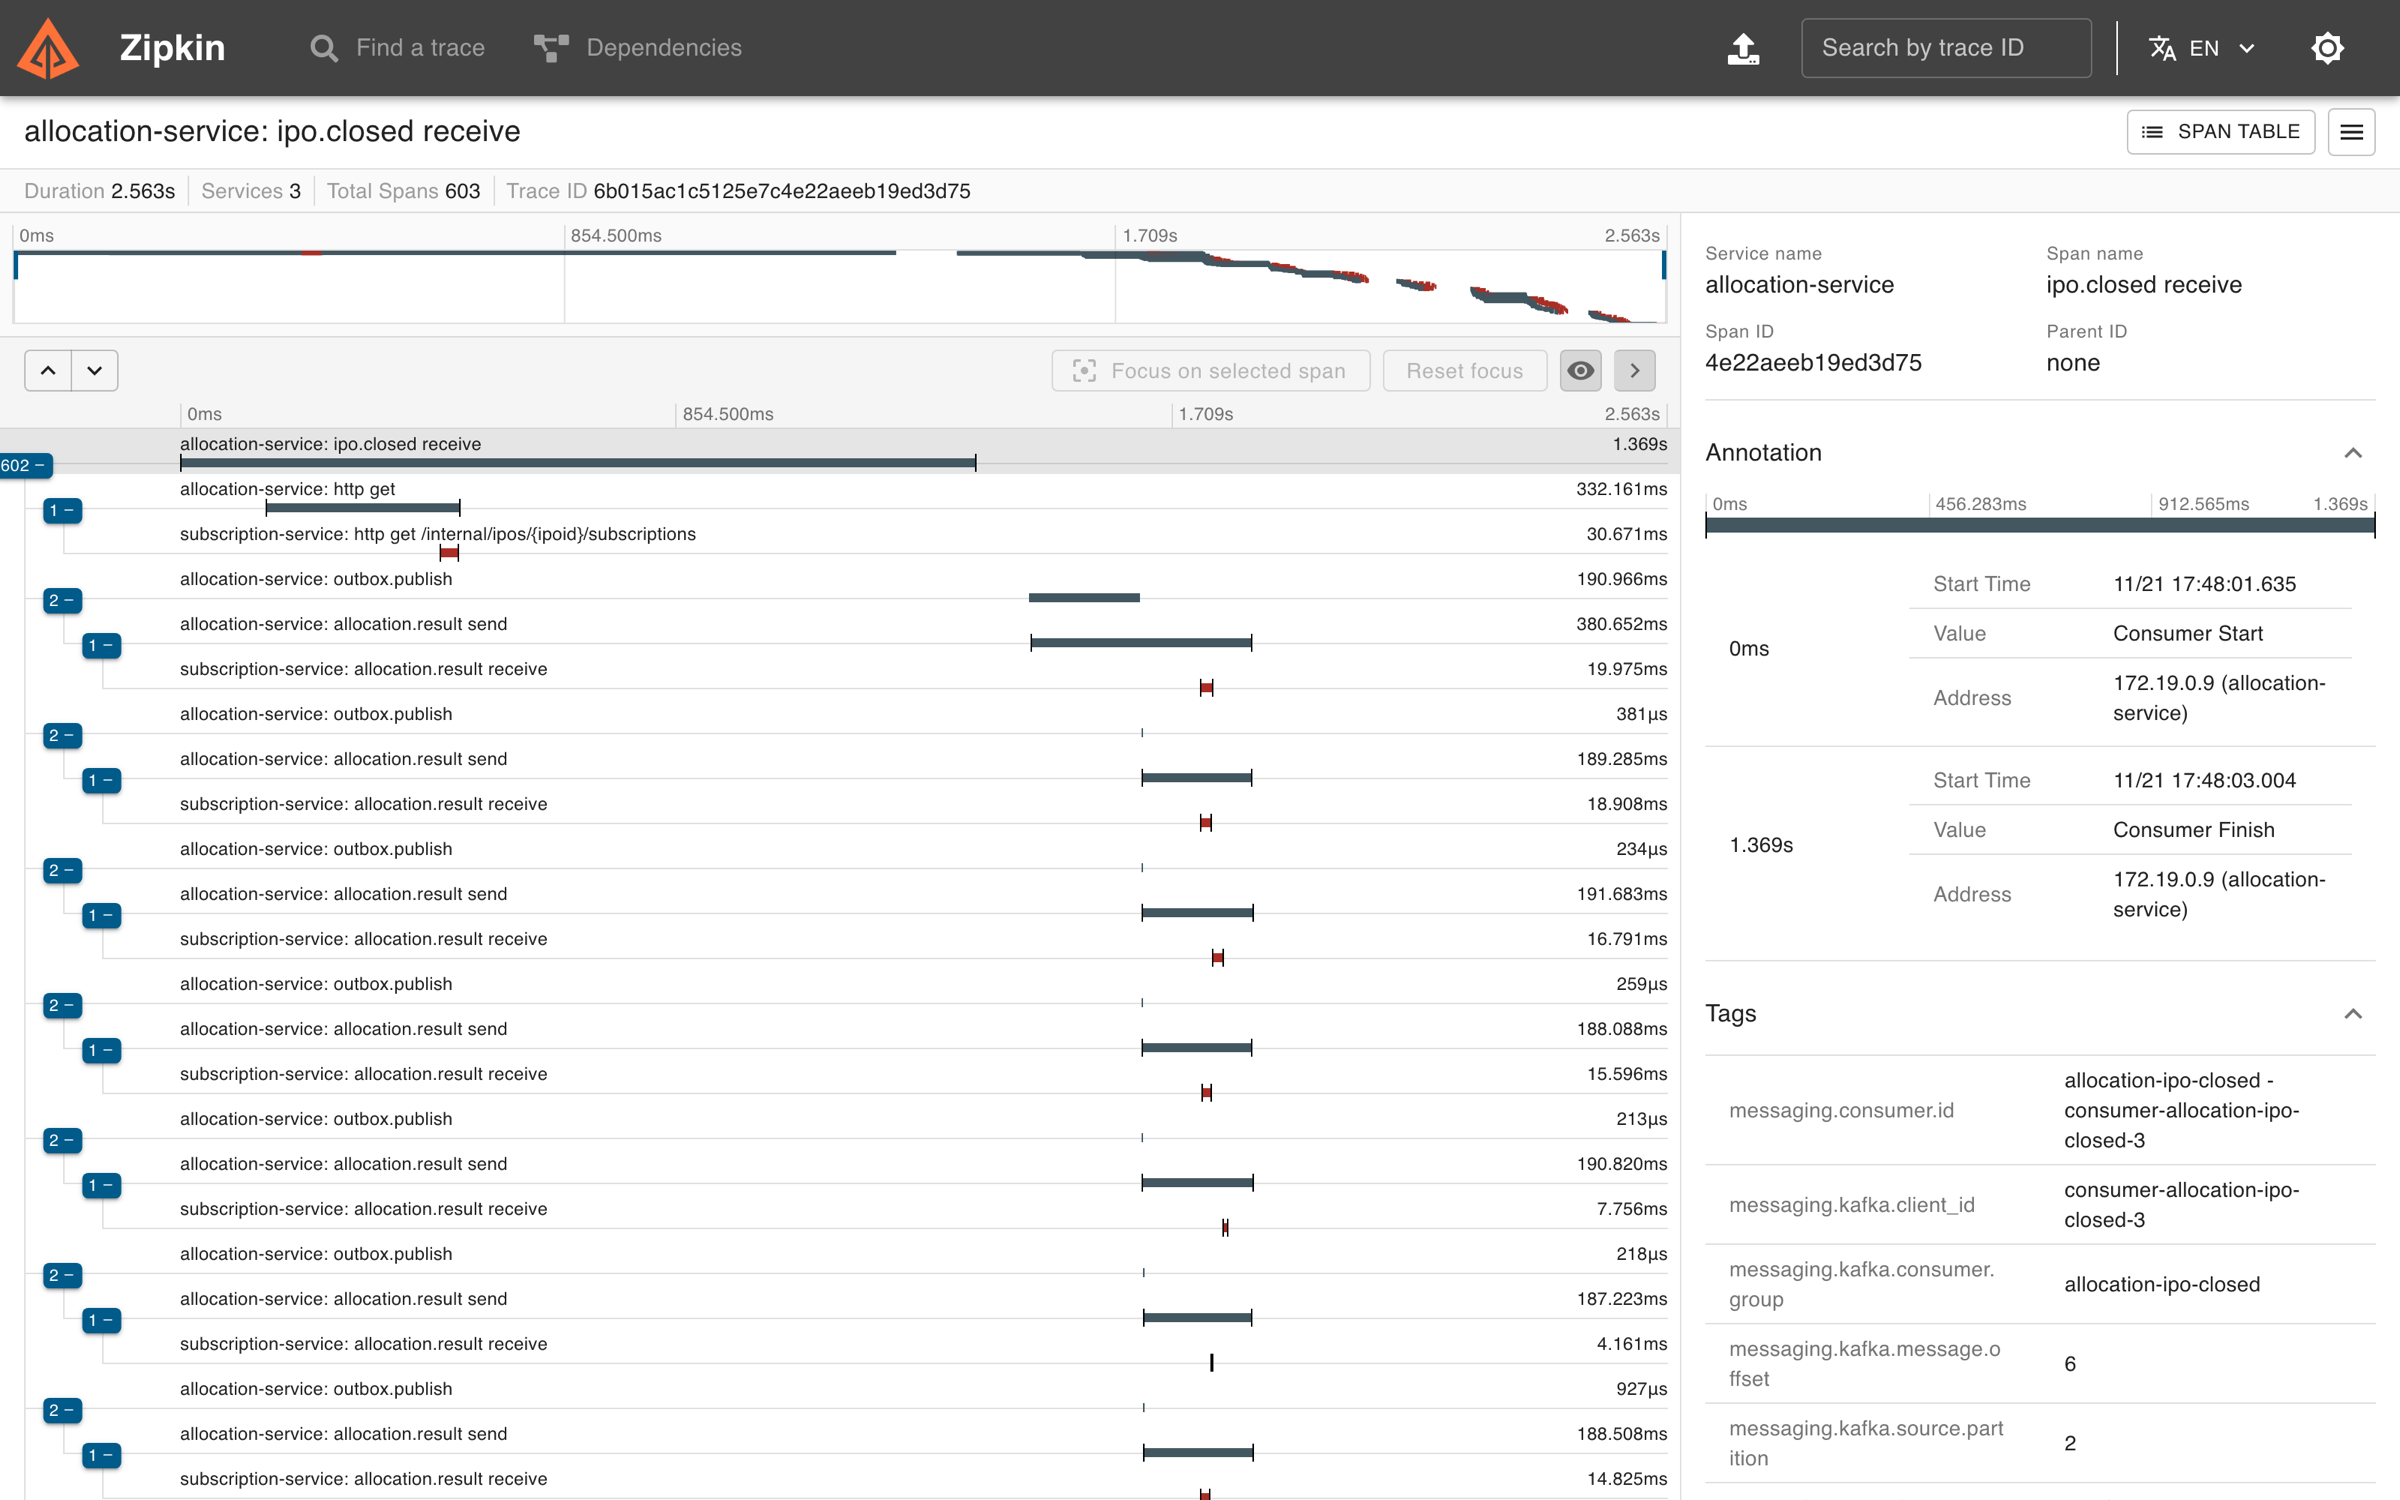 Zipkin
Find a trace
Dependencies
Search by trace ID
EN
allocation-service: ipo.closed receive
SPAN TABLE
Duration 2.563s
Services 3
Total Spans 603
Trace ID 6b015ac1c5125e7c4e22aeeb19ed3d75
0ms
854.500ms
1.709s
2.563s
Focus on selected span
Reset focus
0ms
854.500ms
1.709s
2.563s
allocation-service: ipo.closed receive
1.369s
602 −
allocation-service: http get
332.161ms
1 −
subscription-service: http get /internal/ipos/{ipoid}/subscriptions
30.671ms
allocation-service: outbox.publish
190.966ms
2 −
allocation-service: allocation.result send
380.652ms
1 −
subscription-service: allocation.result receive
19.975ms
allocation-service: outbox.publish
381μs
2 −
allocation-service: allocation.result send
189.285ms
1 −
subscription-service: allocation.result receive
18.908ms
allocation-service: outbox.publish
234μs
2 −
allocation-service: allocation.result send
191.683ms
1 −
subscription-service: allocation.result receive
16.791ms
allocation-service: outbox.publish
259μs
2 −
allocation-service: allocation.result send
188.088ms
1 −
subscription-service: allocation.result receive
15.596ms
allocation-service: outbox.publish
213μs
2 −
allocation-service: allocation.result send
190.820ms
1 −
subscription-service: allocation.result receive
7.756ms
allocation-service: outbox.publish
218μs
2 −
allocation-service: allocation.result send
187.223ms
1 −
subscription-service: allocation.result receive
4.161ms
allocation-service: outbox.publish
927μs
2 −
allocation-service: allocation.result send
188.508ms
1 −
subscription-service: allocation.result receive
14.825ms
Service name
allocation-service
Span name
ipo.closed receive
Span ID
4e22aeeb19ed3d75
Parent ID
none
Annotation
0ms
456.283ms
912.565ms
1.369s
0ms
Start Time
11/21 17:48:01.635
Value
Consumer Start
Address
172.19.0.9 (allocation-
service)
1.369s
Start Time
11/21 17:48:03.004
Value
Consumer Finish
Address
172.19.0.9 (allocation-
service)
Tags
messaging.consumer.id
allocation-ipo-closed -
consumer-allocation-ipo-
closed-3
messaging.kafka.client_id
consumer-allocation-ipo-
closed-3
messaging.kafka.consumer.
group
allocation-ipo-closed
messaging.kafka.message.o
ffset
6
messaging.kafka.source.part
ition
2